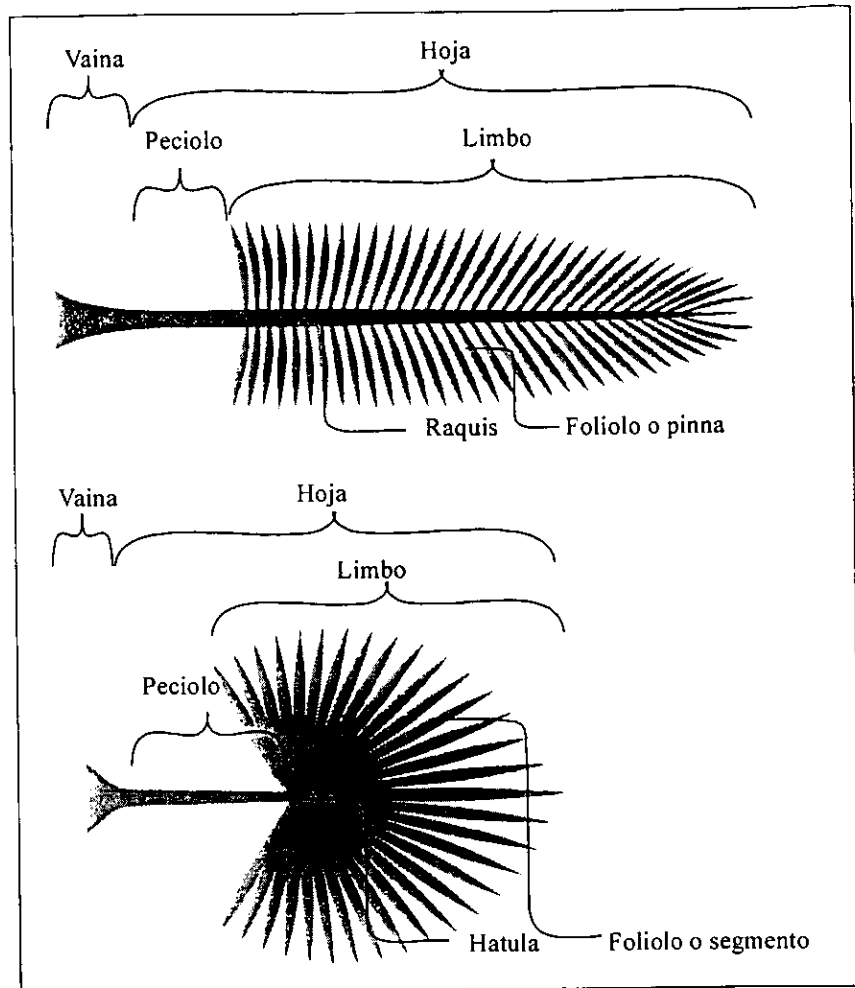 Vaina
Hoja
Peciolo
Limbo
Raquis
Foliolo o pinna
Vaina
Hoja
Limbo
Peciolo
Hatula
Foliolo o segmento